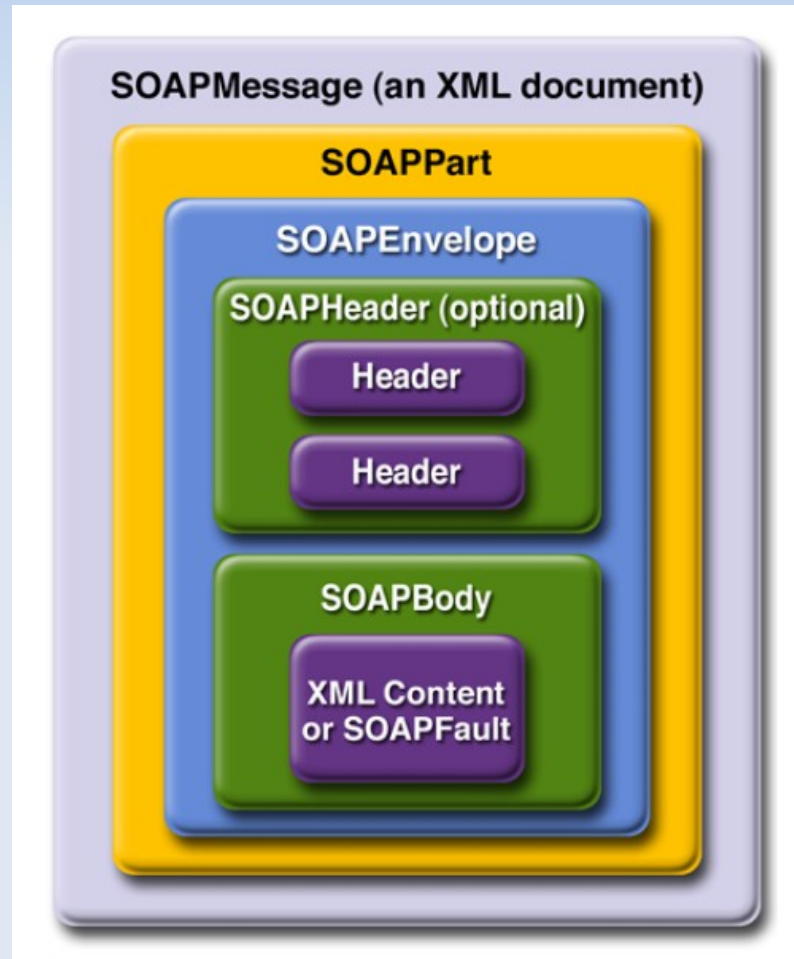 SOAPMessage (an XML document)
SOAPPart
SOAPEnvelope
SOAPHeader (optional)
Header
Header
SOAPBody
XML Content
or SOAPFault